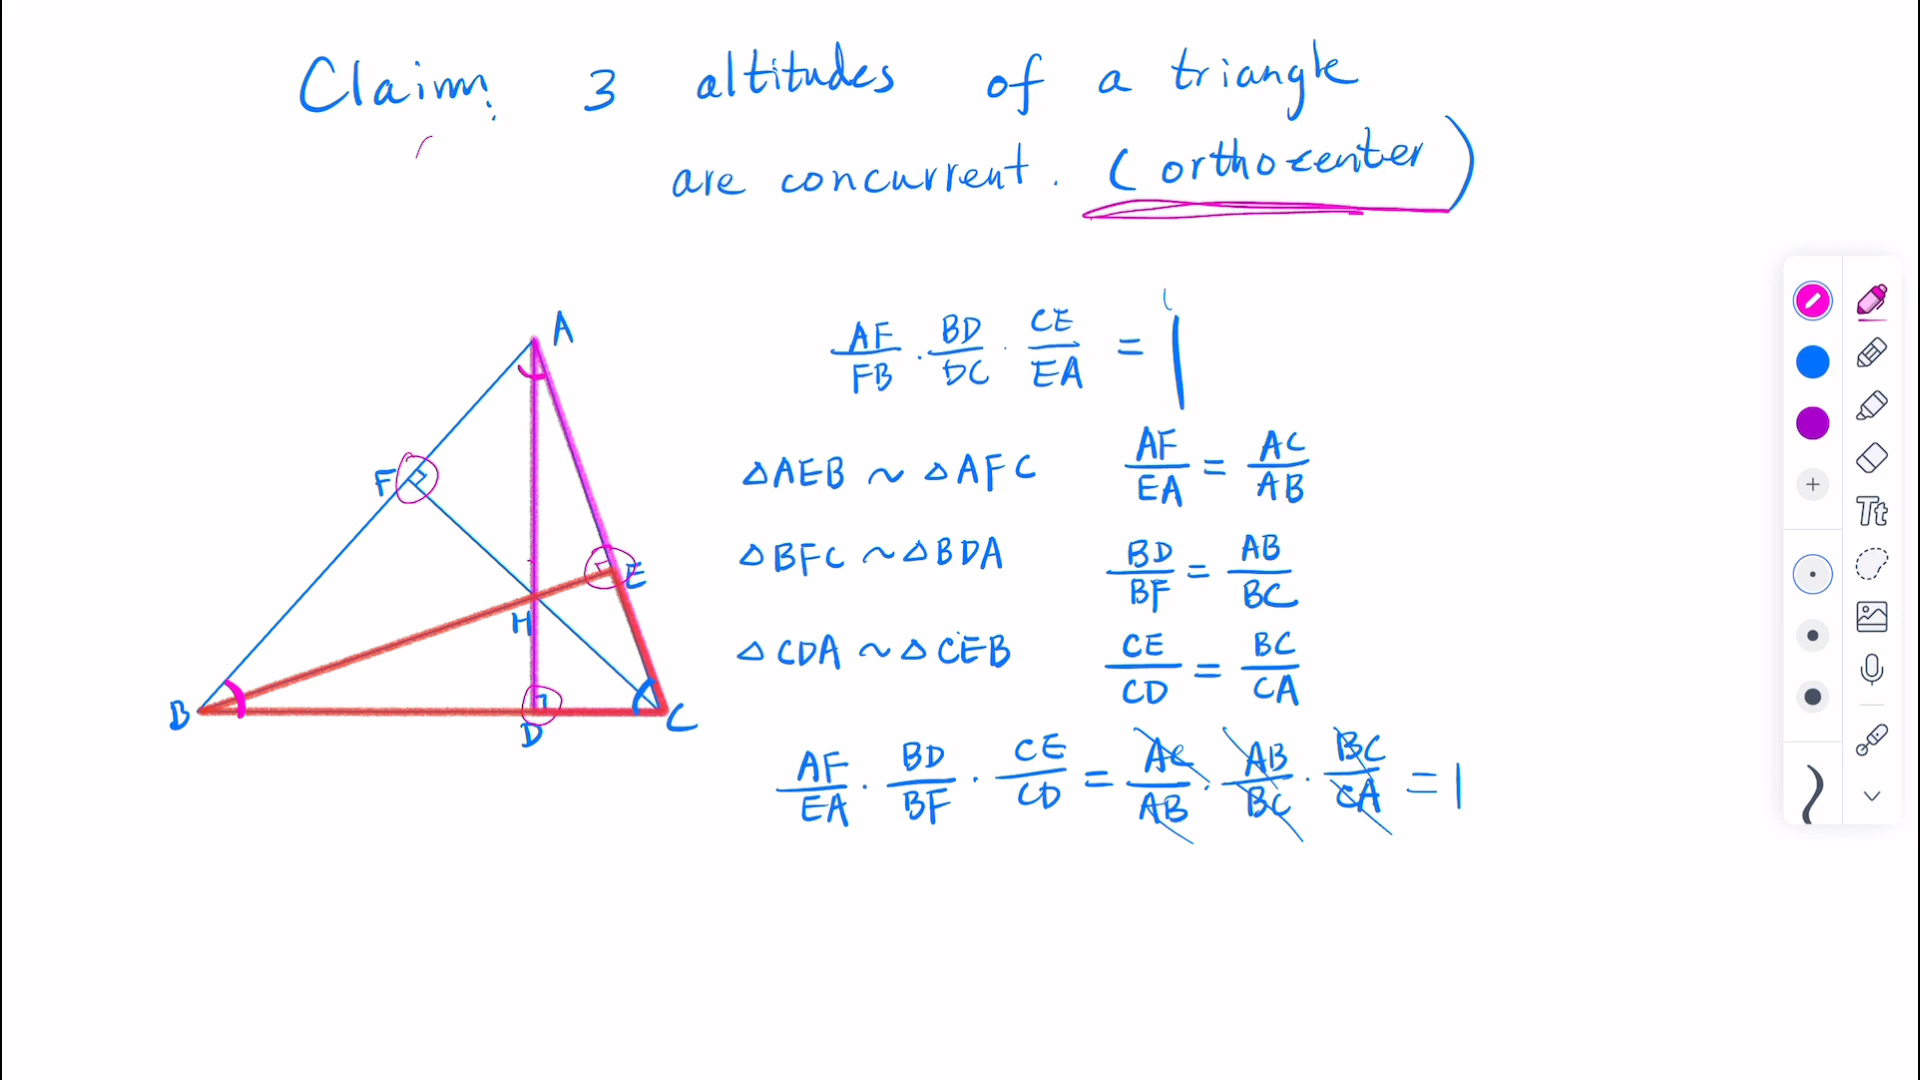 Claim: 3 altitudes of a triangle
are concurrent. (orthocenter)
AF/FB · BD/DC · CE/EA = 1
A
F
E
H
B
D
C
△AEB ~ △AFC AF/EA = AC/AB
△BFC ~ △BDA BD/BF = AB/BC
△CDA ~ △CEB CE/CD = BC/CA
AF/EA · BD/BF · CE/CD = AC/AB · AB/BC · BC/CA = 1
Tt